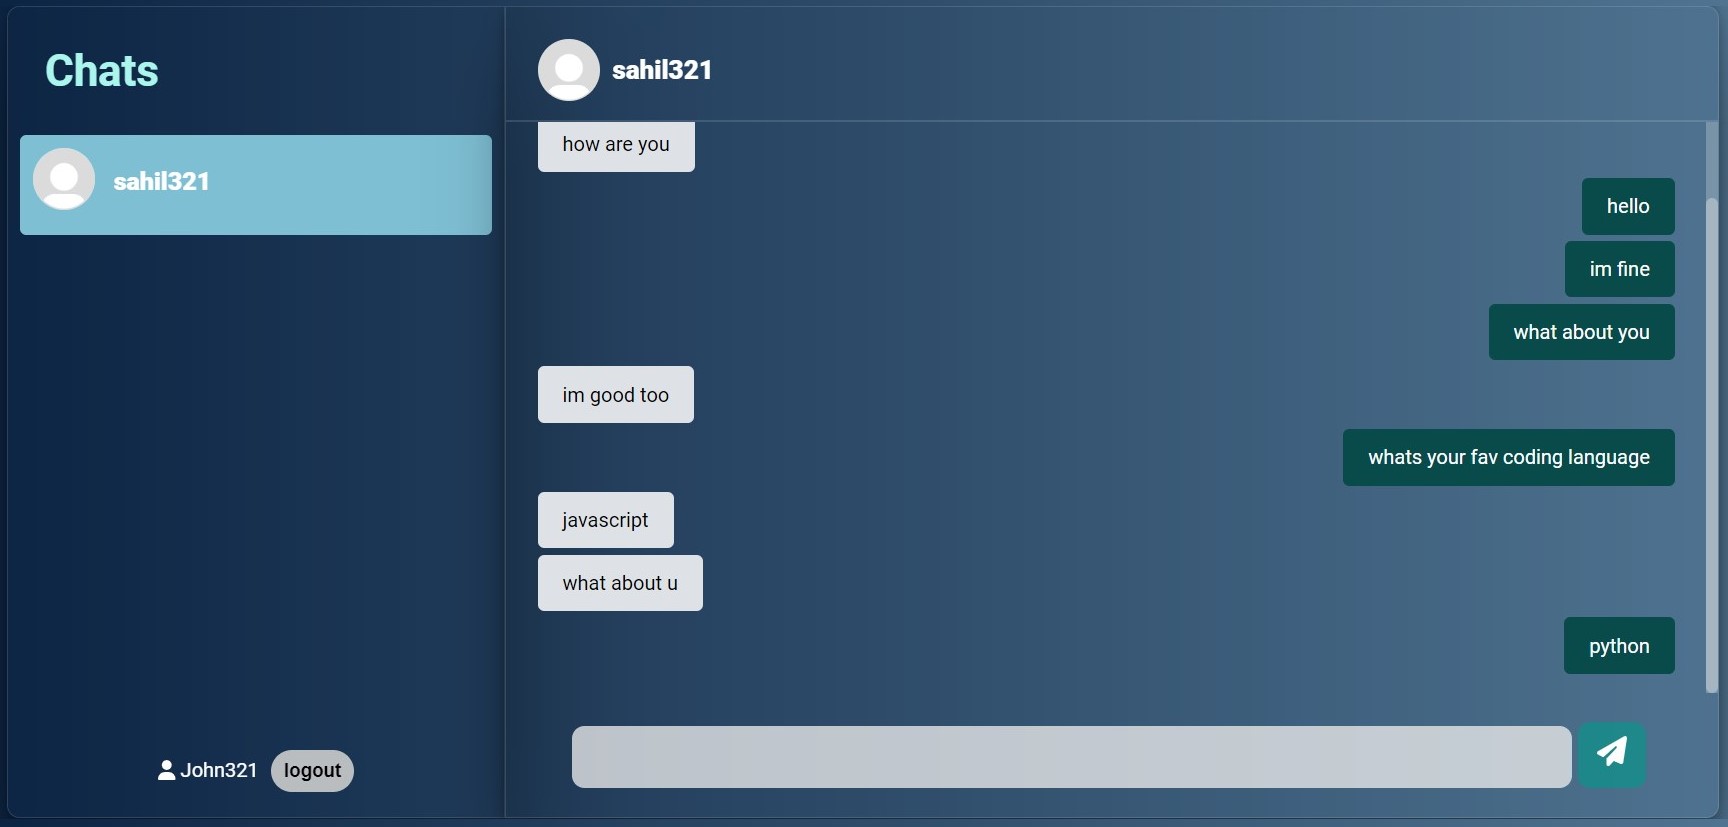 Chats
sahil321
John321 logout
sahil321
how are you
hello
im fine
what about you
im good too
whats your fav coding language
javascript
what about u
python